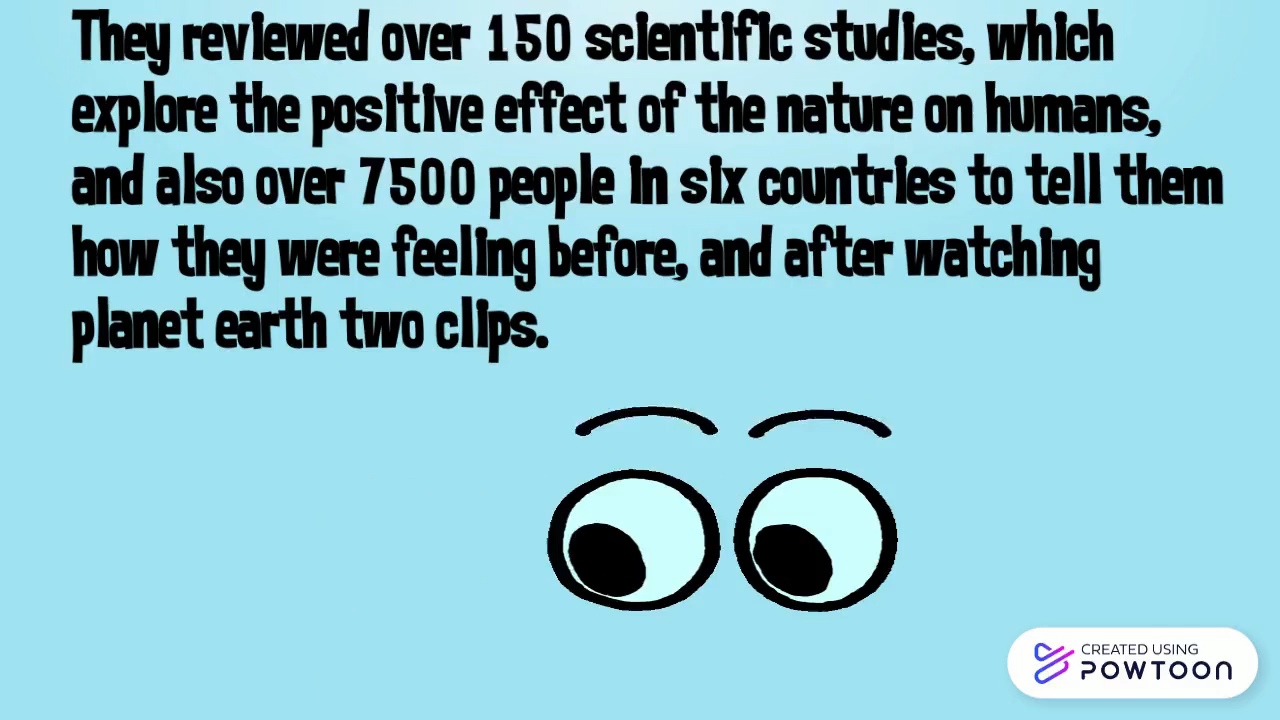 They reviewed over 150 scientific studies, which
explore the positive effect of the nature on humans,
and also over 7500 people in six countries to tell them
how they were feeling before, and after watching
planet earth two clips.
CREATED USING
POWTOON